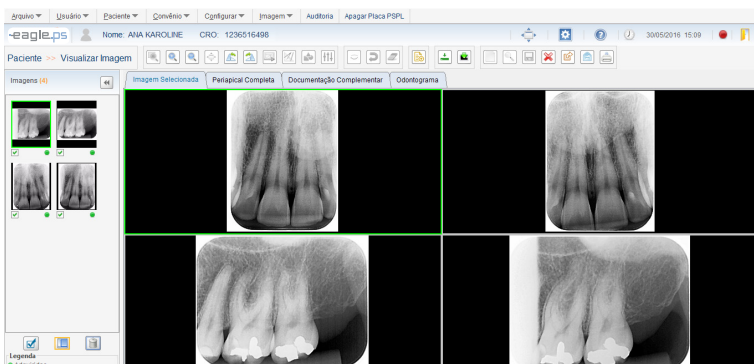 Arquivo Usuário Paciente Convênio Configurar Imagem Auditoria Apagar Placa PSPL
eagle.ps Nome: ANA KAROLINE CRO: 1236516498 30/05/2016 15:09
Paciente >> Visualizar Imagem
Imagens (4) Imagem Selecionada Periapical Completa Documentação Complementar Odontograma
Legenda